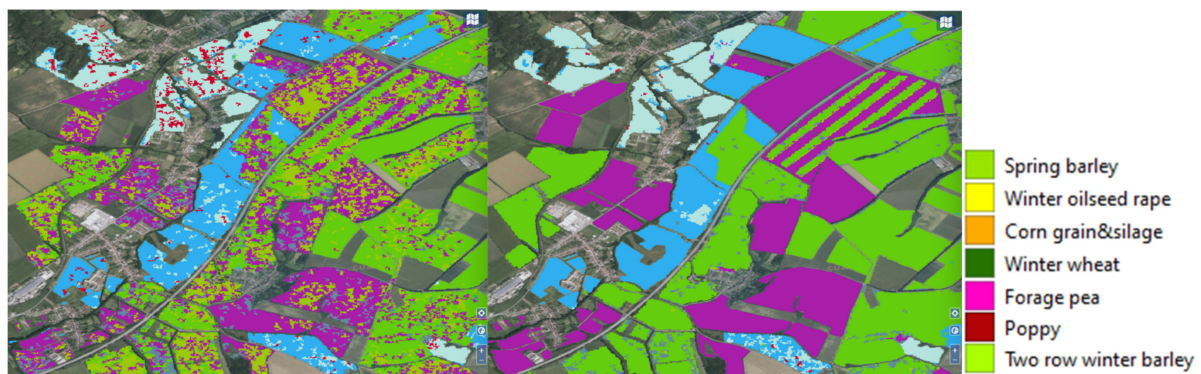 Spring barley
Winter oilseed rape
Corn grain&silage
Winter wheat
Forage pea
Poppy
Two row winter barley